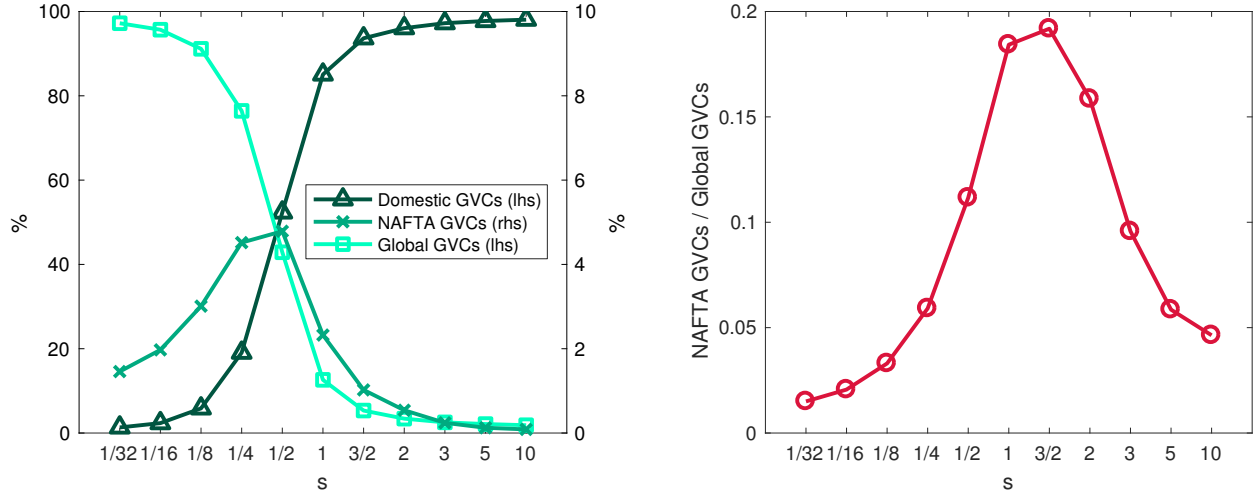 100
80
60
40
20
0
%
10
8
6
4
2
0
%
Domestic GVCs (lhs)
NAFTA GVCs (rhs)
Global GVCs (lhs)
1/32 1/16 1/8 1/4 1/2 1 3/2 2 3 5 10
s
0.2
0.15
0.1
0.05
0
NAFTA GVCs / Global GVCs
1/32 1/16 1/8 1/4 1/2 1 3/2 2 3 5 10
s